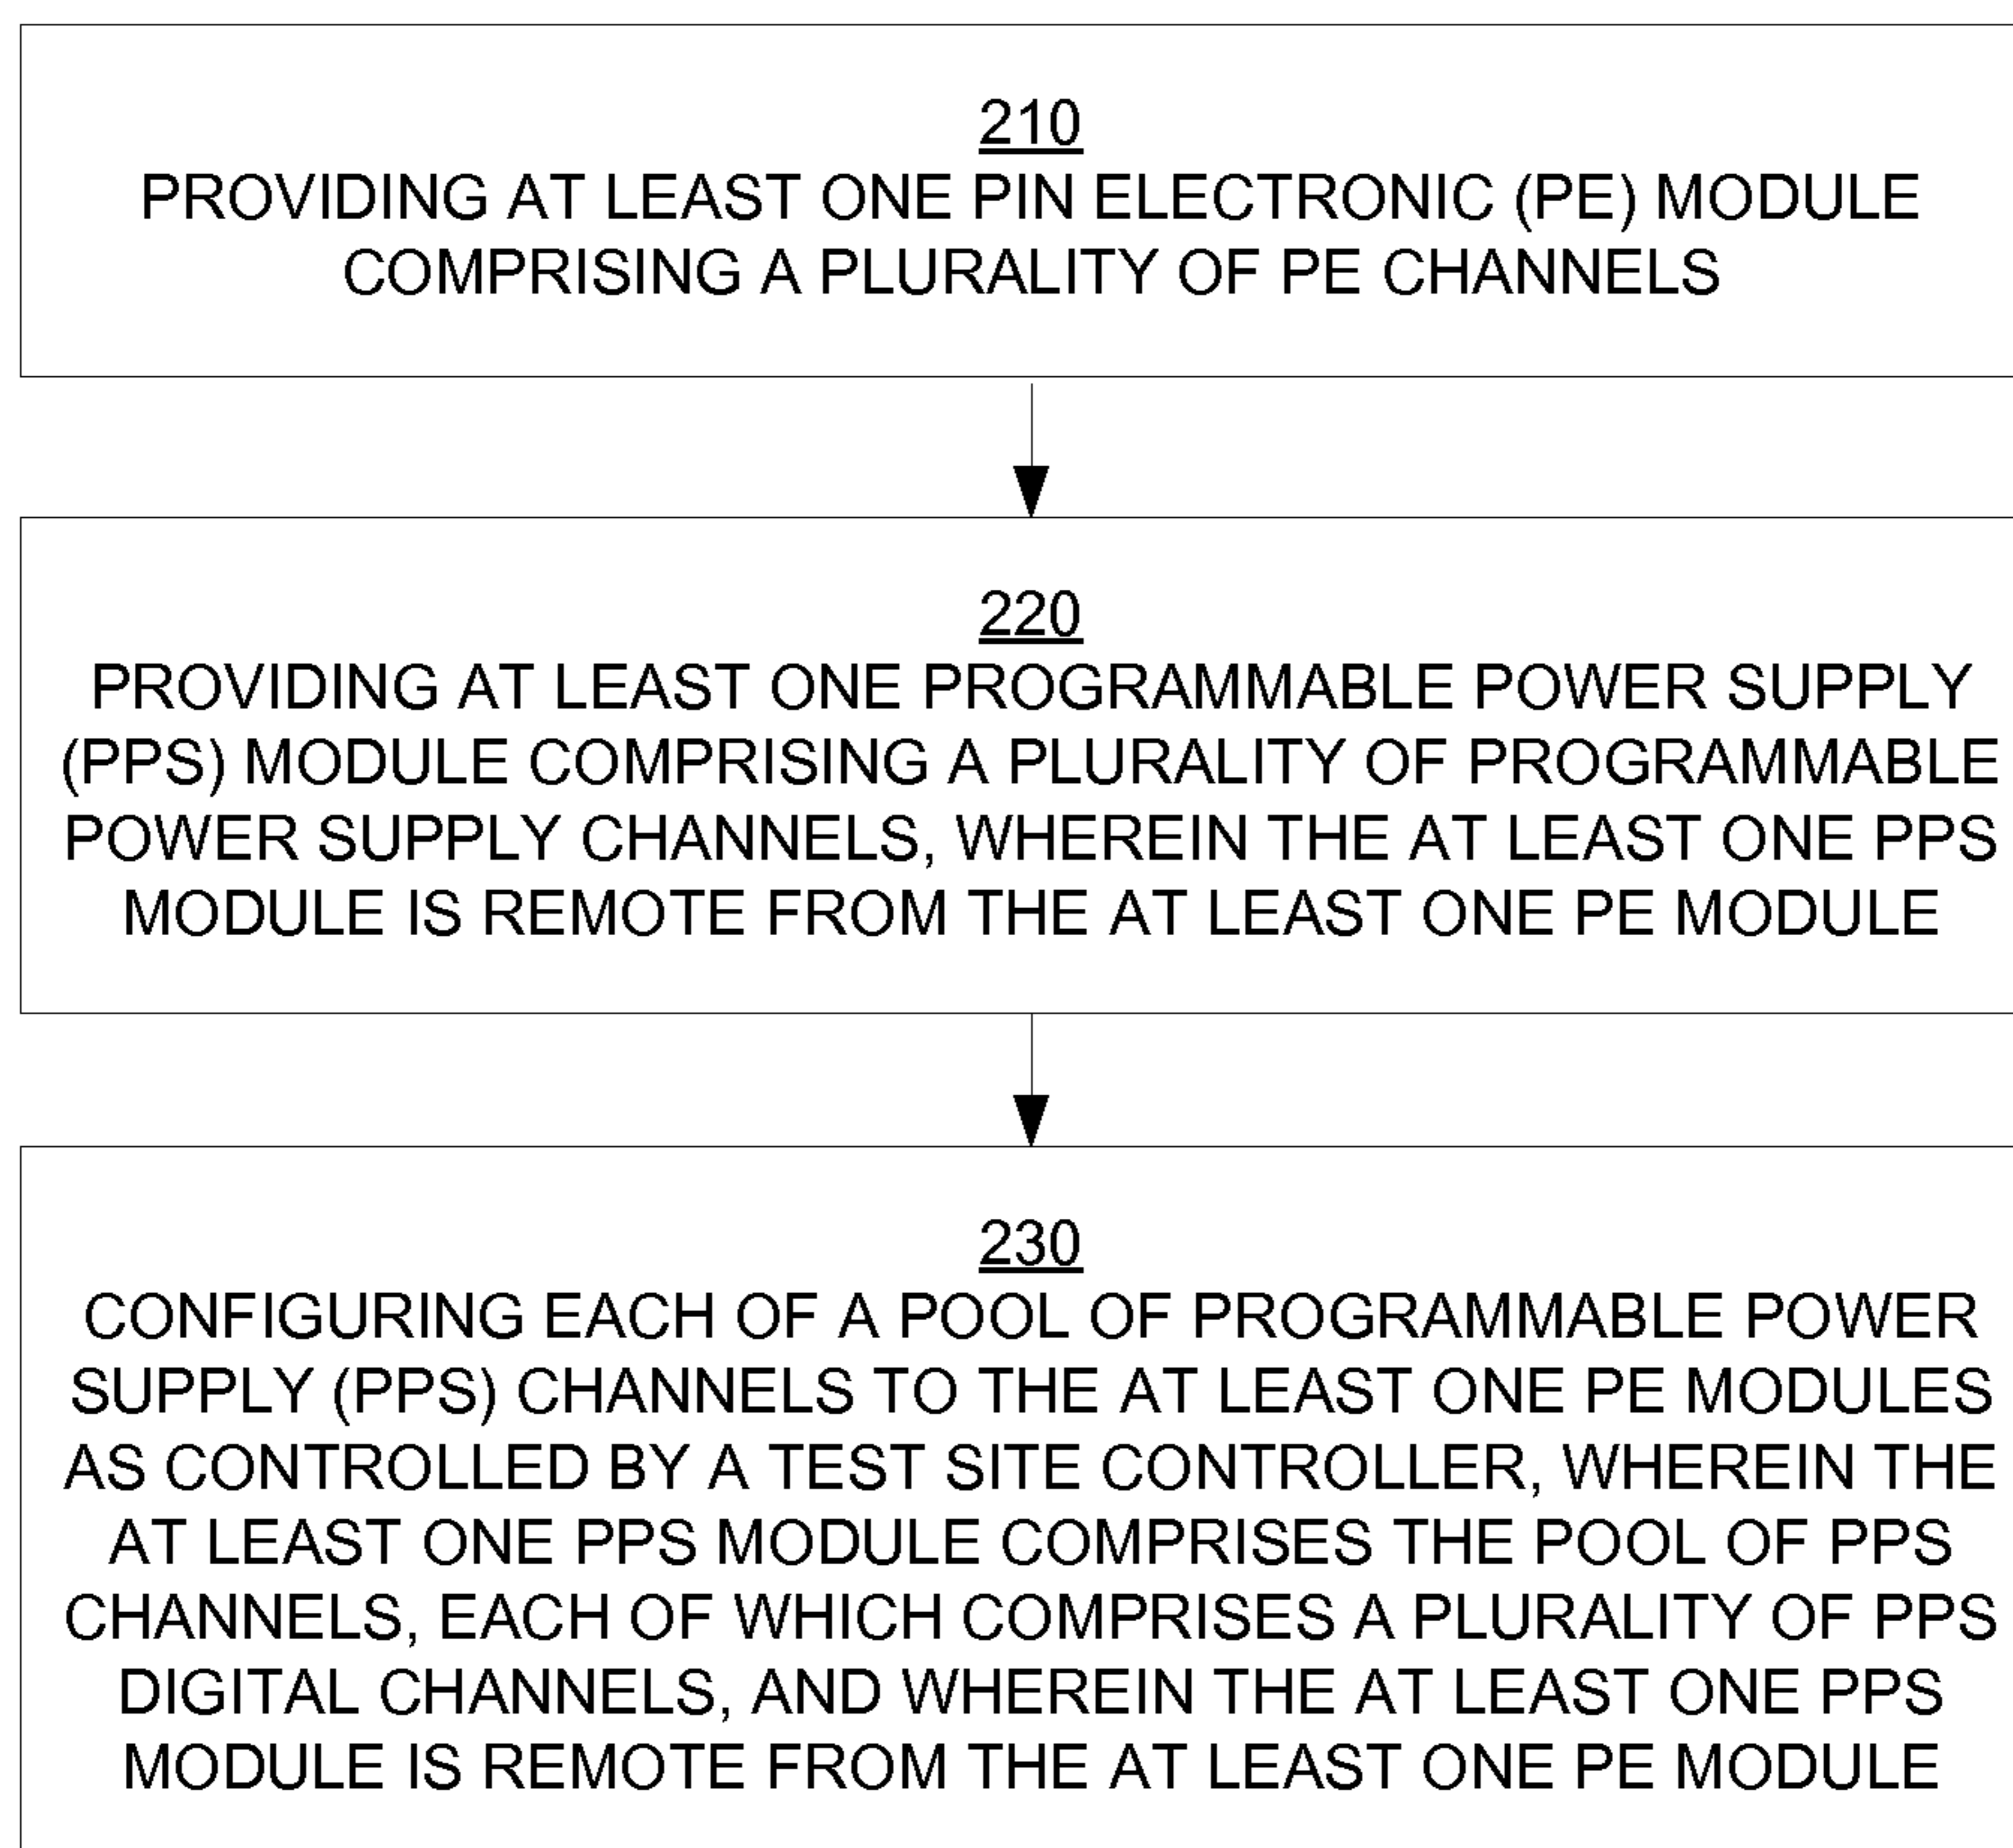 210
PROVIDING AT LEAST ONE PIN ELECTRONIC (PE) MODULE
COMPRISING A PLURALITY OF PE CHANNELS
220
PROVIDING AT LEAST ONE PROGRAMMABLE POWER SUPPLY
(PPS) MODULE COMPRISING A PLURALITY OF PROGRAMMABLE
POWER SUPPLY CHANNELS, WHEREIN THE AT LEAST ONE PPS
MODULE IS REMOTE FROM THE AT LEAST ONE PE MODULE
230
CONFIGURING EACH OF A POOL OF PROGRAMMABLE POWER
SUPPLY (PPS) CHANNELS TO THE AT LEAST ONE PE MODULES
AS CONTROLLED BY A TEST SITE CONTROLLER, WHEREIN THE
AT LEAST ONE PPS MODULE COMPRISES THE POOL OF PPS
CHANNELS, EACH OF WHICH COMPRISES A PLURALITY OF PPS
DIGITAL CHANNELS, AND WHEREIN THE AT LEAST ONE PPS
MODULE IS REMOTE FROM THE AT LEAST ONE PE MODULE